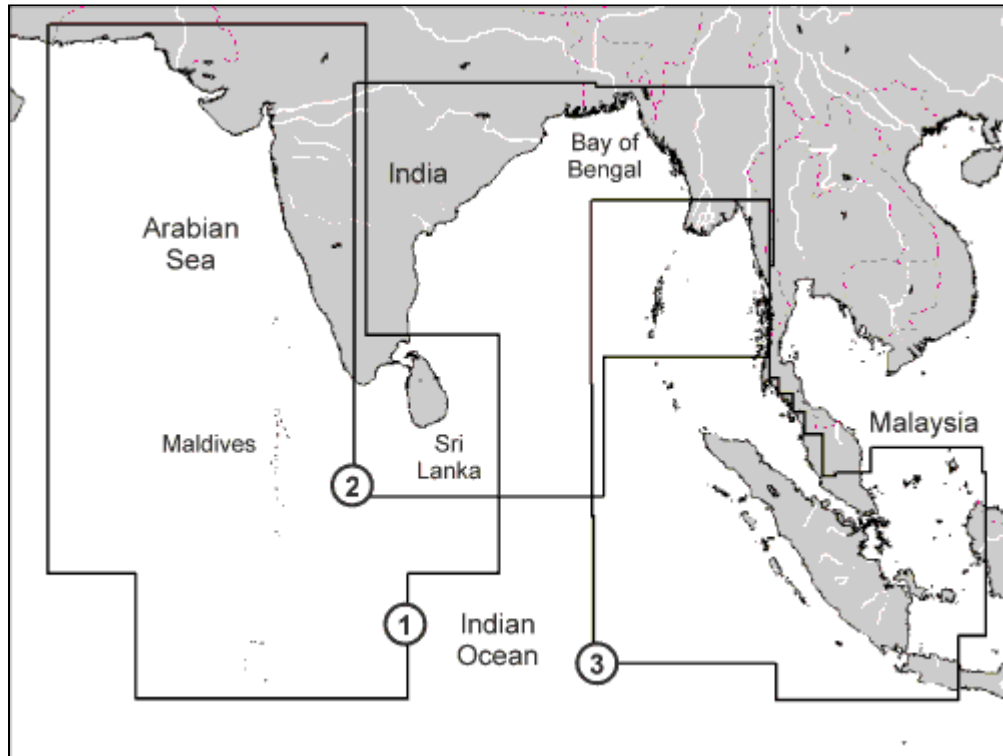 Bay of
Bengal
India
Arabian
Sea
Malaysia
Maldives
Sri
Lanka
2
1
Indian
Ocean
3